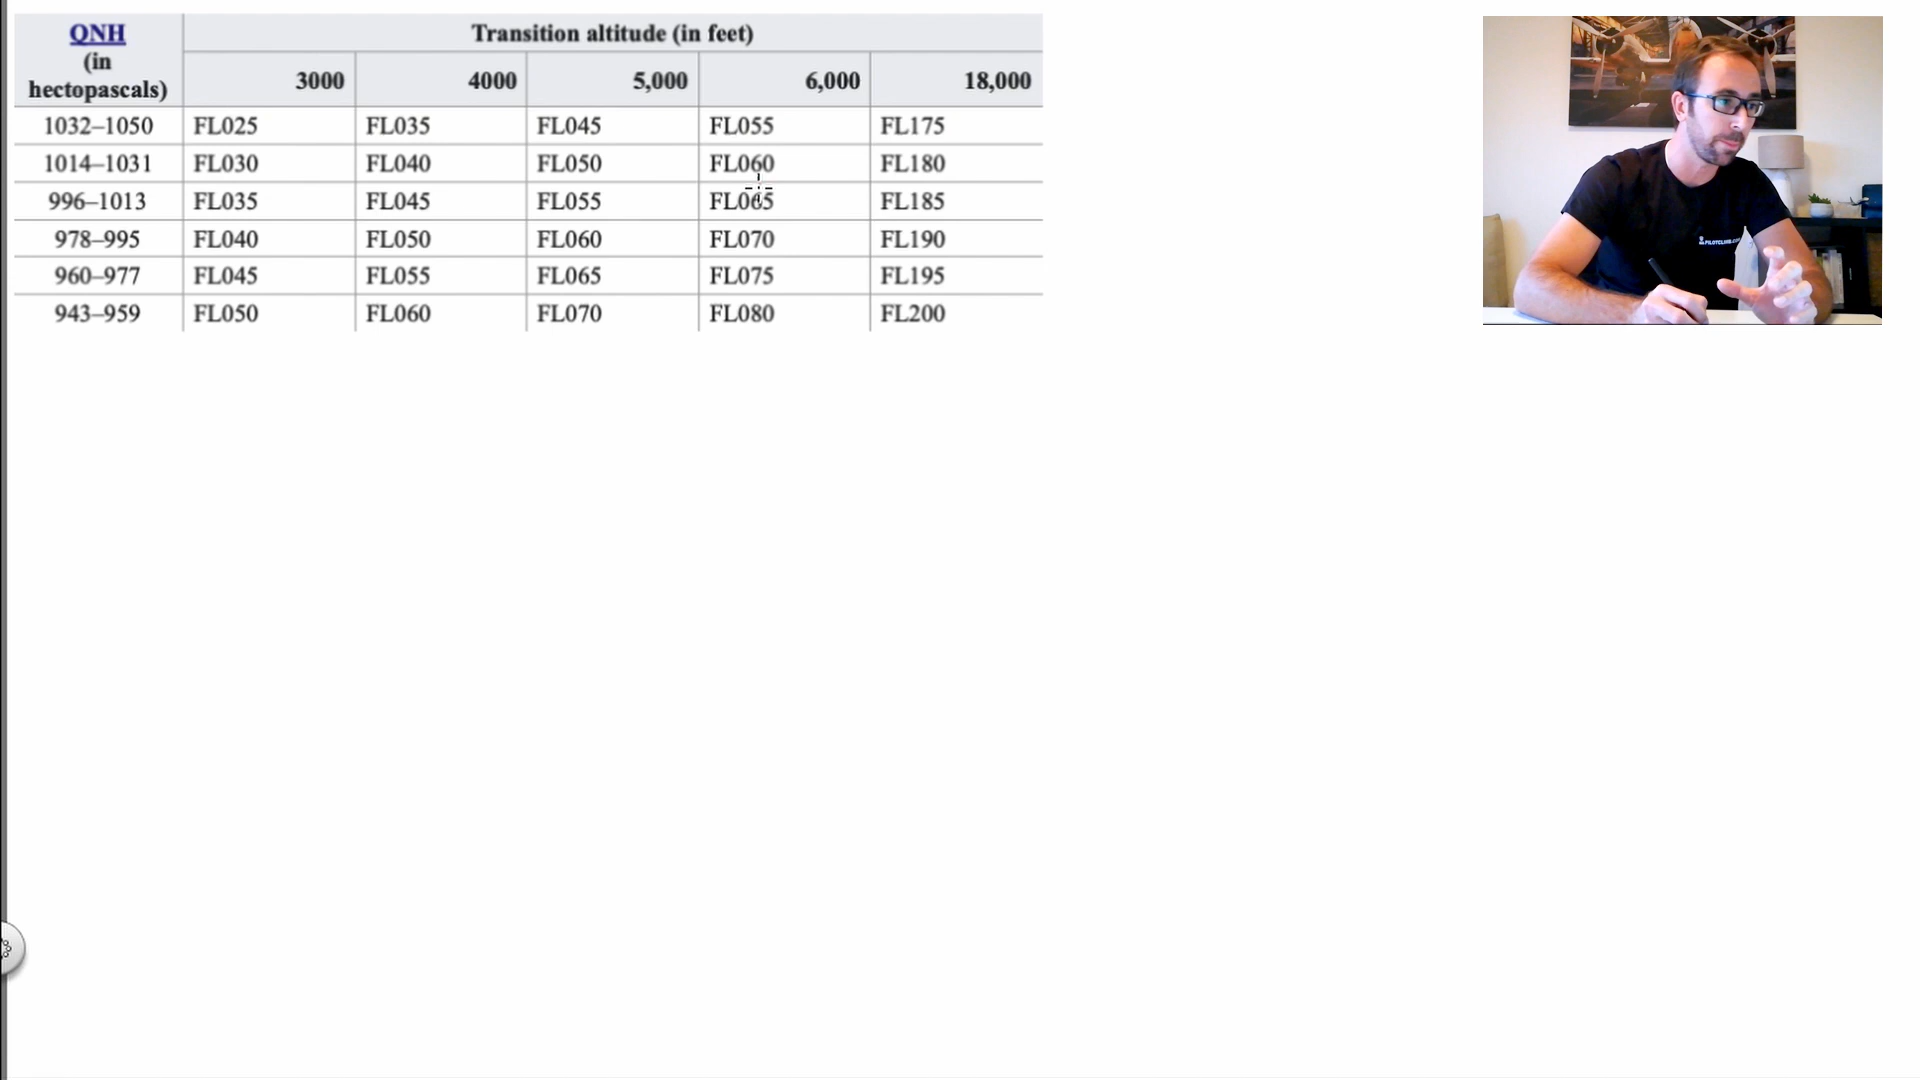 QNH
(in
hectopascals)
Transition altitude (in feet)
3000 4000 5,000 6,000 18,000
1032–1050 FL025 FL035 FL045 FL055 FL175
1014–1031 FL030 FL040 FL050 FL060 FL180
996–1013 FL035 FL045 FL055 FL065 FL185
978–995 FL040 FL050 FL060 FL070 FL190
960–977 FL045 FL055 FL065 FL075 FL195
943–959 FL050 FL060 FL070 FL080 FL200